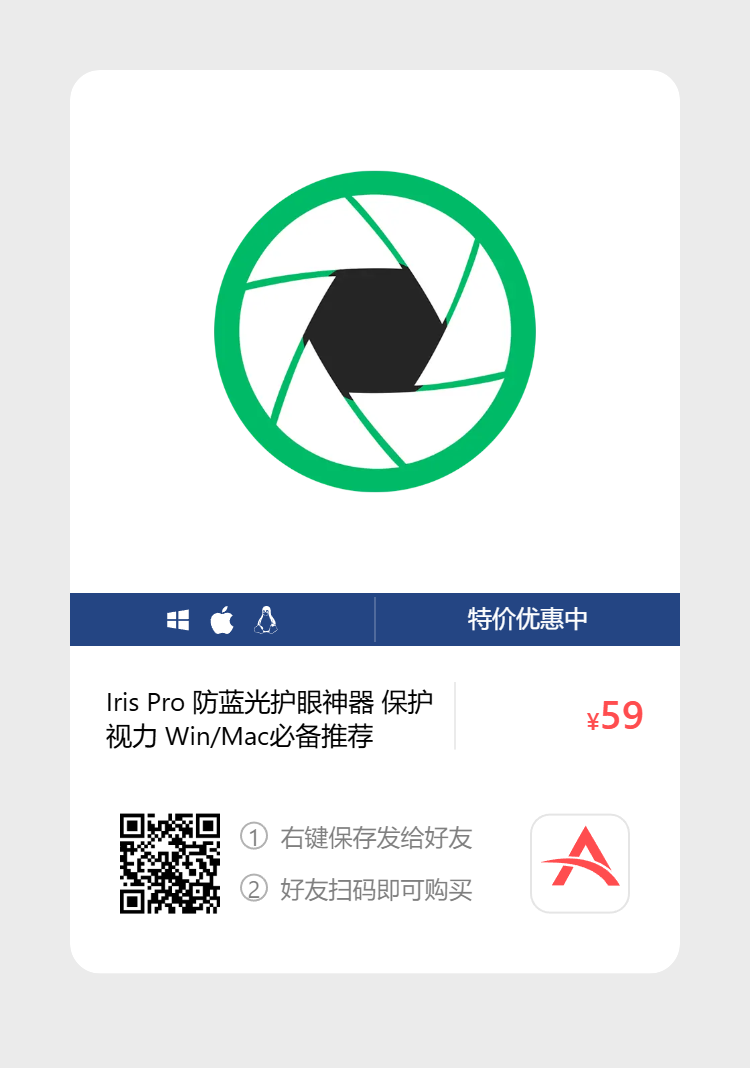 特价优惠中
Iris Pro 防蓝光护眼神器 保护
视力 Win/Mac必备推荐
¥59
① 右键保存发给好友
② 好友扫码即可购买